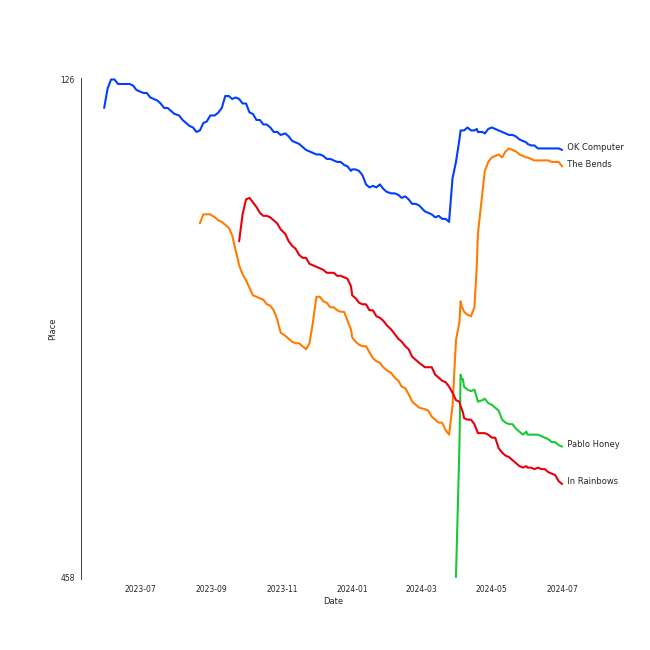 126
OK Computer
The Bends
Place
Pablo Honey
In Rainbows
458
2023-07 2023-09 2023-11 2024-01 2024-03 2024-05 2024-07
Date